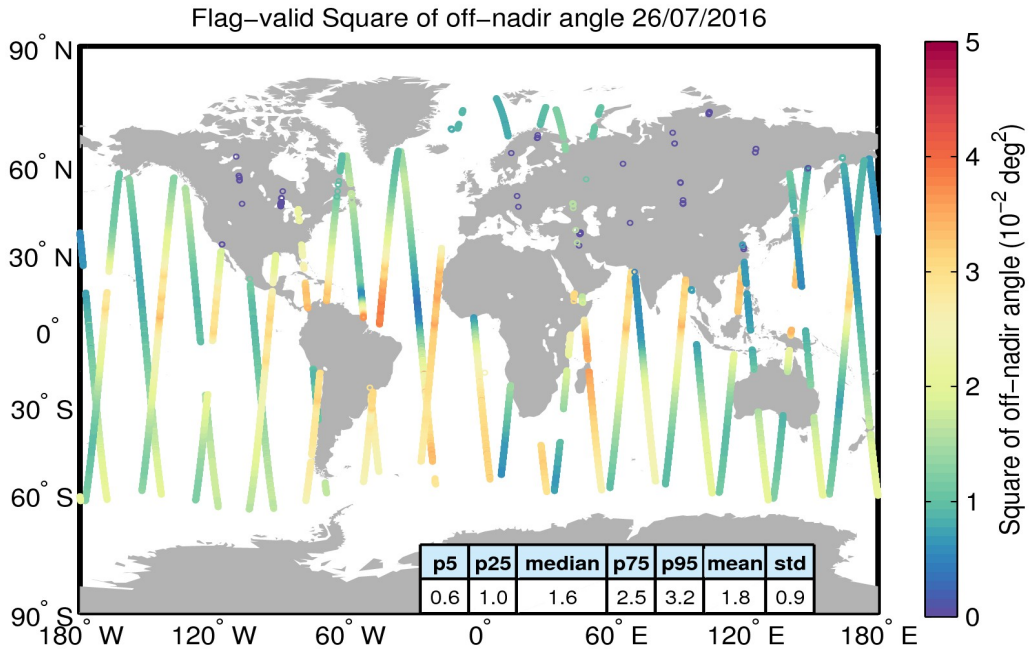 Flag−valid Square of off−nadir angle 26/07/2016
90° N
60° N
30° N
0°
30° S
60° S
90° S
180° W
120° W
60° W
0°
60° E
120° E
180° E
p5 p25 median p75 p95 mean std
0.6 1.0 1.6 2.5 3.2 1.8 0.9
5
4
3
2
1
0
Square of off−nadir angle (10⁻² deg²)